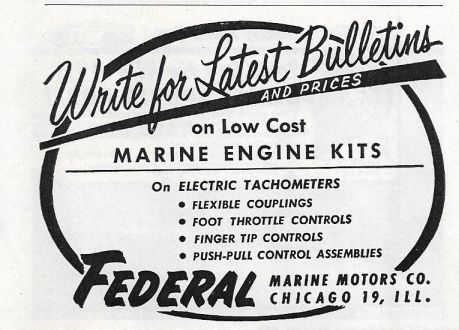 Write for Latest Bulletins
AND PRICES
on Low Cost
MARINE ENGINE KITS
On ELECTRIC TACHOMETERS
• FLEXIBLE COUPLINGS
• FOOT THROTTLE CONTROLS
• FINGER TIP CONTROLS
• PUSH-PULL CONTROL ASSEMBLIES
FEDERAL MARINE MOTORS CO.
CHICAGO 19, ILL.